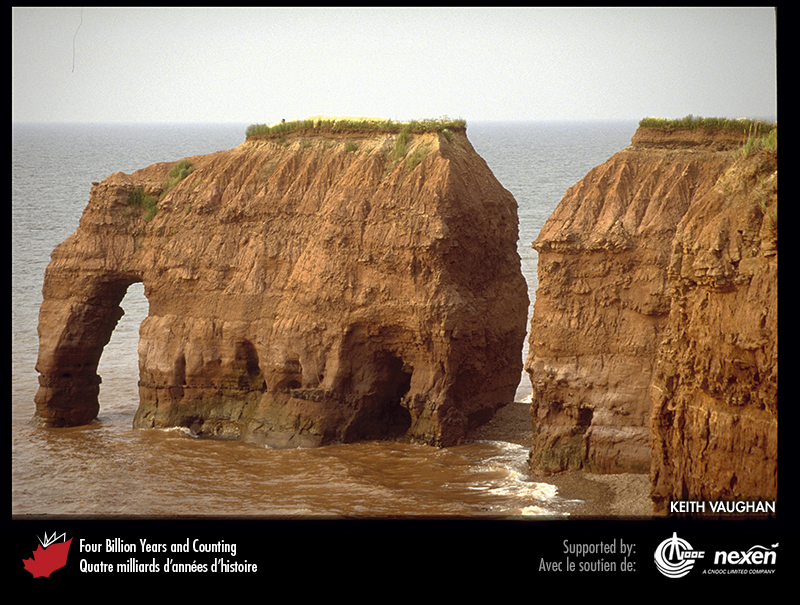 KEITH VAUGHAN
Four Billion Years and Counting
Quatre milliards d'années d'histoire
Supported by:
Avec le soutien de:
CNOOC
nexen
A CNOOC LIMITED COMPANY